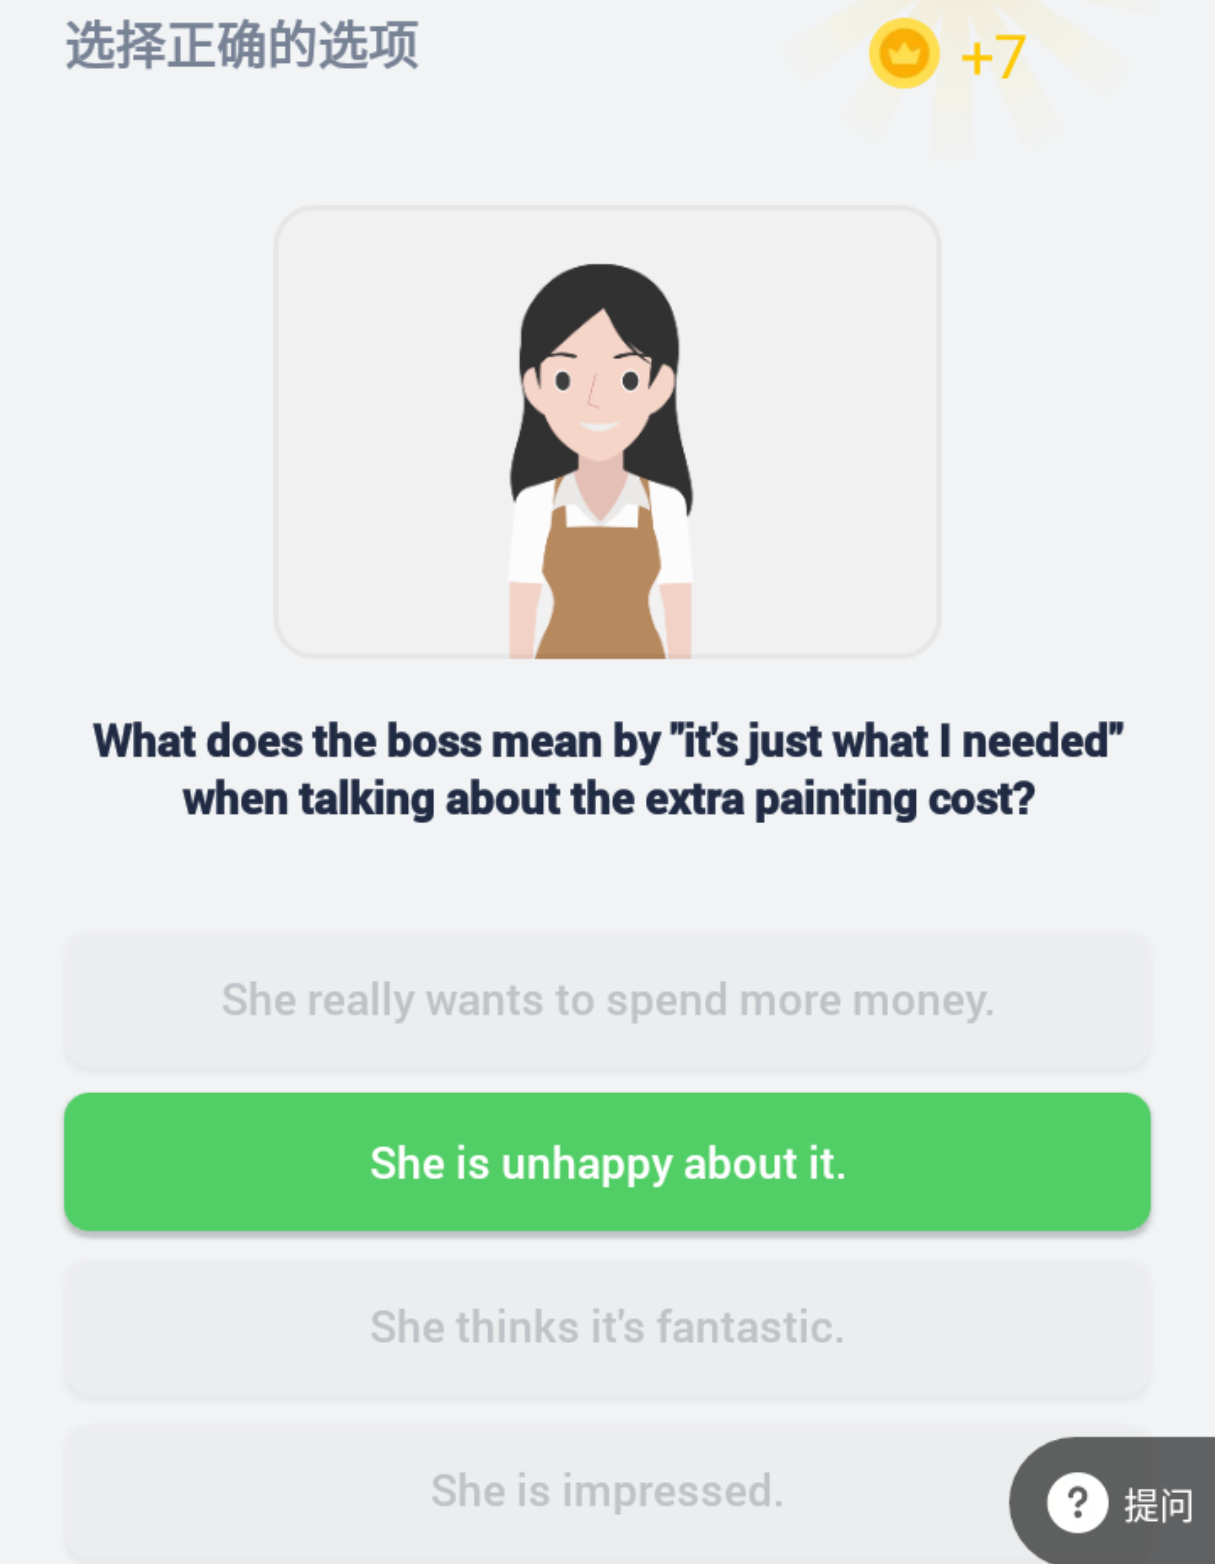 选择正确的选项
+7
What does the boss mean by "it's just what I needed"
when talking about the extra painting cost?
She really wants to spend more money.
She is unhappy about it.
She thinks it's fantastic.
She is impressed.
? 提问